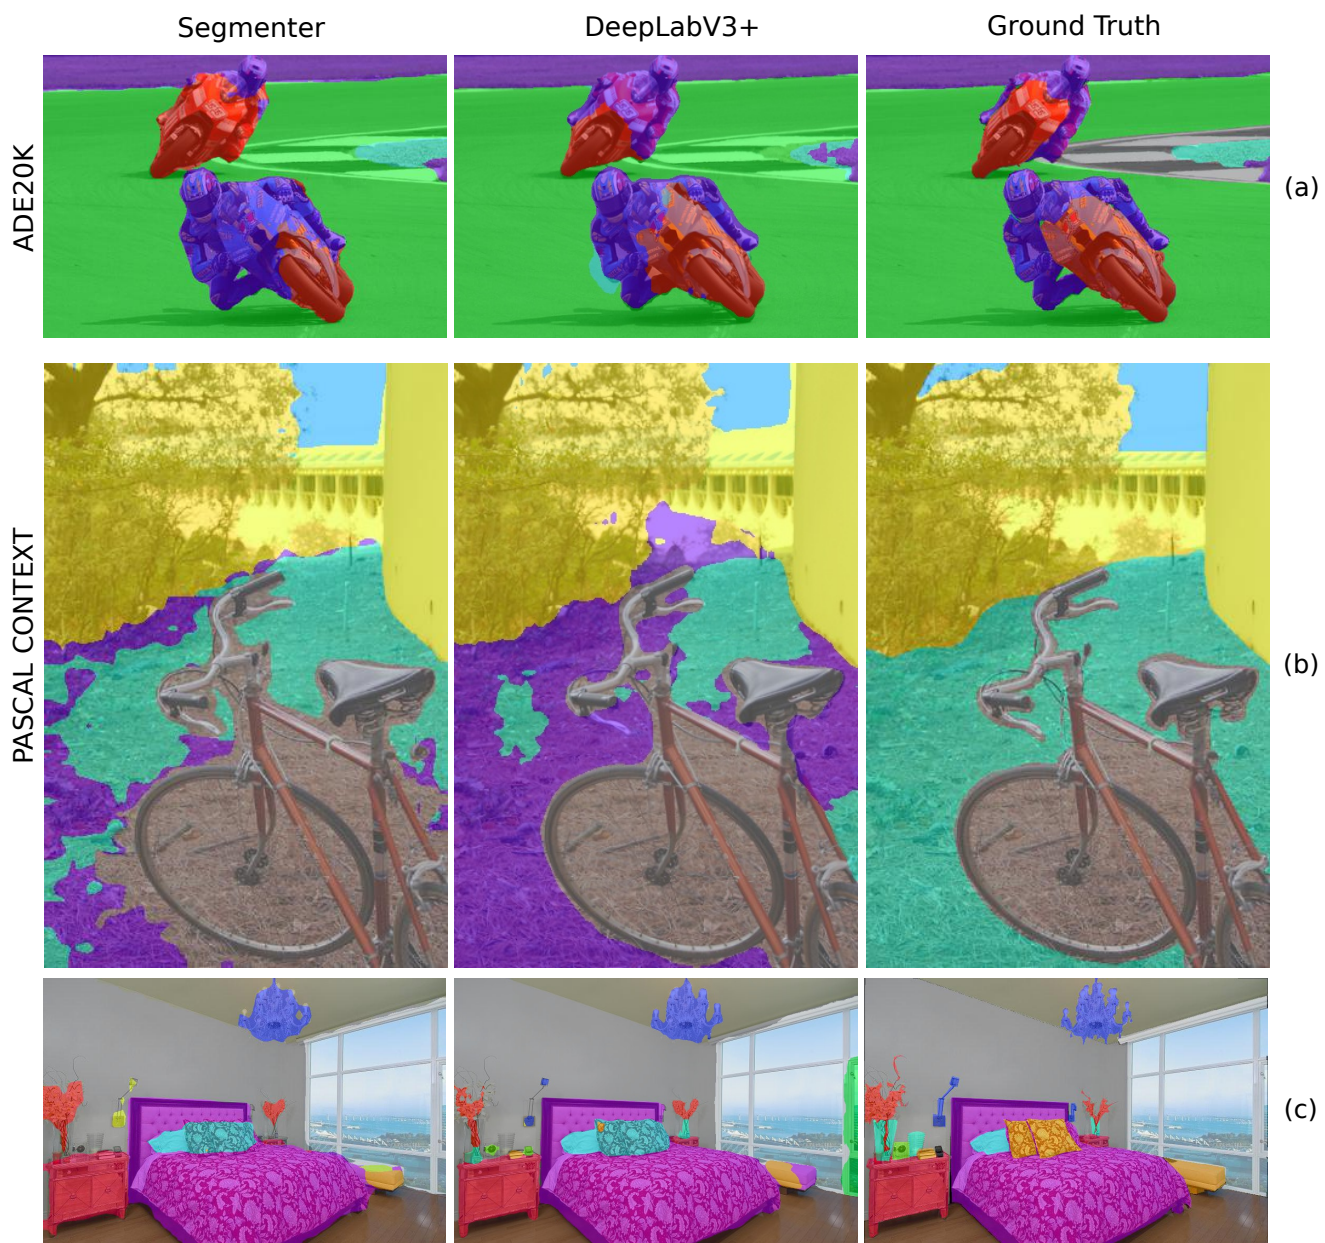 Segmenter
DeepLabV3+
Ground Truth
ADE20K
(a)
PASCAL CONTEXT
(b)
(c)